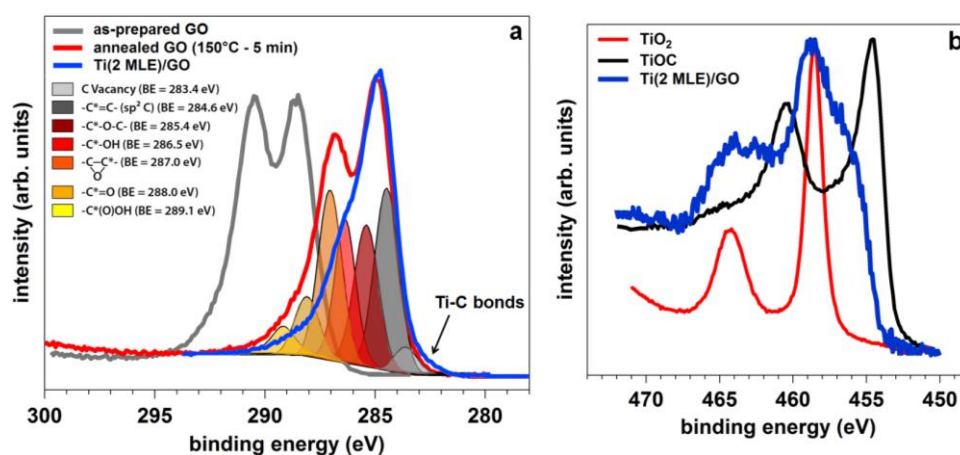 a
as-prepared GO
annealed GO (150°C - 5 min)
Ti(2 MLE)/GO
C Vacancy (BE = 283.4 eV)
-C*=C- (sp² C) (BE = 284.6 eV)
-C*-O-C- (BE = 285.4 eV)
-C*-OH (BE = 286.5 eV)
-C-C*- (BE = 287.0 eV)
O
-C*=O (BE = 288.0 eV)
-C*(O)OH (BE = 289.1 eV)
Ti-C bonds
intensity (arb. units)
300 295 290 285 280
binding energy (eV)
b
TiO₂
TiOC
Ti(2 MLE)/GO
intensity (arb. units)
470 465 460 455 450
binding energy (eV)